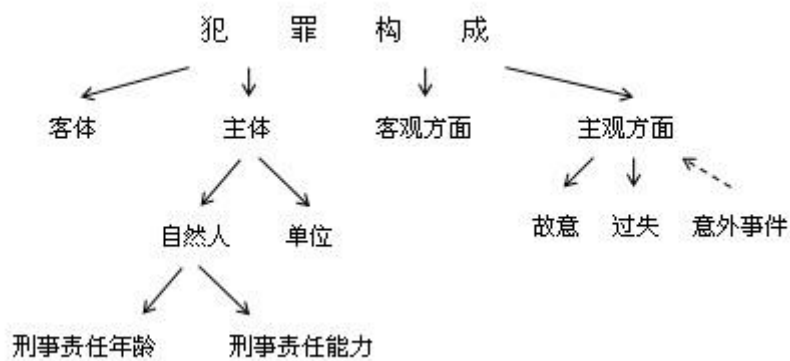 犯 罪 构 成
客体 主体 客观方面 主观方面
自然人 单位 故意 过失 意外事件
刑事责任年龄 刑事责任能力